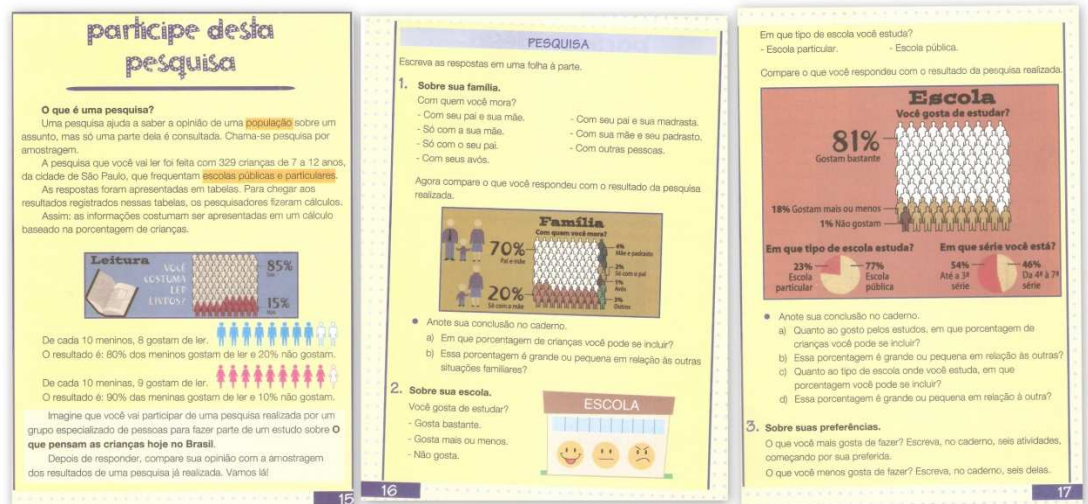 participe desta
pesquisa
O que é uma pesquisa?
Uma pesquisa ajuda a saber a opinião de uma população sobre um
assunto, mas só uma parte dela é consultada. Chama-se pesquisa por
amostragem.
A pesquisa que você vai ler foi feita com 329 crianças de 7 a 12 anos,
da cidade de São Paulo, que frequentam escolas públicas e particulares.
As respostas foram apresentadas em tabelas. Para chegar aos
resultados registrados nessas tabelas, os pesquisadores fizeram cálculos.
Assim: as informações costumam ser apresentadas em um cálculo
baseado na porcentagem de crianças.
Leitura
VOCÊ
COSTUMA
LER
LIVROS?
85%
Sim
15%
Não
De cada 10 meninos, 8 gostam de ler.
O resultado é: 80% dos meninos gostam de ler e 20% não gostam.
De cada 10 meninas, 9 gostam de ler.
O resultado é: 90% das meninas gostam de ler e 10% não gostam.
Imagine que você vai participar de uma pesquisa realizada por um
grupo especializado de pessoas para fazer parte de um estudo sobre O
que pensam as crianças hoje no Brasil.
Depois de responder, compare sua opinião com a amostragem
dos resultados de uma pesquisa já realizada. Vamos lá!
15
PESQUISA
Escreva as respostas em uma folha à parte.
1. Sobre sua família.
Com quem você mora?
- Com seu pai e sua mãe.
- Só com a sua mãe.
- Só com o seu pai.
- Com seus avós.
- Com seu pai e sua madrasta.
- Com sua mãe e seu padrasto.
- Com outras pessoas.
Agora compare o que você respondeu com o resultado da pesquisa
realizada.
Família
Com quem você mora?
70%
Pai e mãe
20%
Só com a mãe
4%
Mãe e padrasto
2%
Só com o pai
1%
Avós
3%
Outros
• Anote sua conclusão no caderno.
a) Em que porcentagem de crianças você pode se incluir?
b) Essa porcentagem é grande ou pequena em relação às outras
situações familiares?
2. Sobre sua escola.
Você gosta de estudar?
- Gosta bastante.
- Gosta mais ou menos.
- Não gosta.
ESCOLA
16
Em que tipo de escola você estuda?
- Escola particular.
- Escola pública.
Compare o que você respondeu com o resultado da pesquisa realizada.
Escola
Você gosta de estudar?
81%
Gostam bastante
18% Gostam mais ou menos
1% Não gostam
Em que tipo de escola estuda?
23%
Escola
particular
77%
Escola
pública
Em que série você está?
54%
Até a 3ª
série
46%
Da 4ª à 7ª
série
• Anote sua conclusão no caderno.
a) Quanto ao gosto pelos estudos, em que porcentagem de
crianças você pode se incluir?
b) Essa porcentagem é grande ou pequena em relação às outras?
c) Quanto ao tipo de escola onde você estuda, em que
porcentagem você pode se incluir?
d) Essa porcentagem é grande ou pequena em relação à outra?
3. Sobre suas preferências.
O que você mais gosta de fazer? Escreva, no caderno, seis atividades,
começando por sua preferida.
O que você menos gosta de fazer? Escreva, no caderno, seis delas.
17